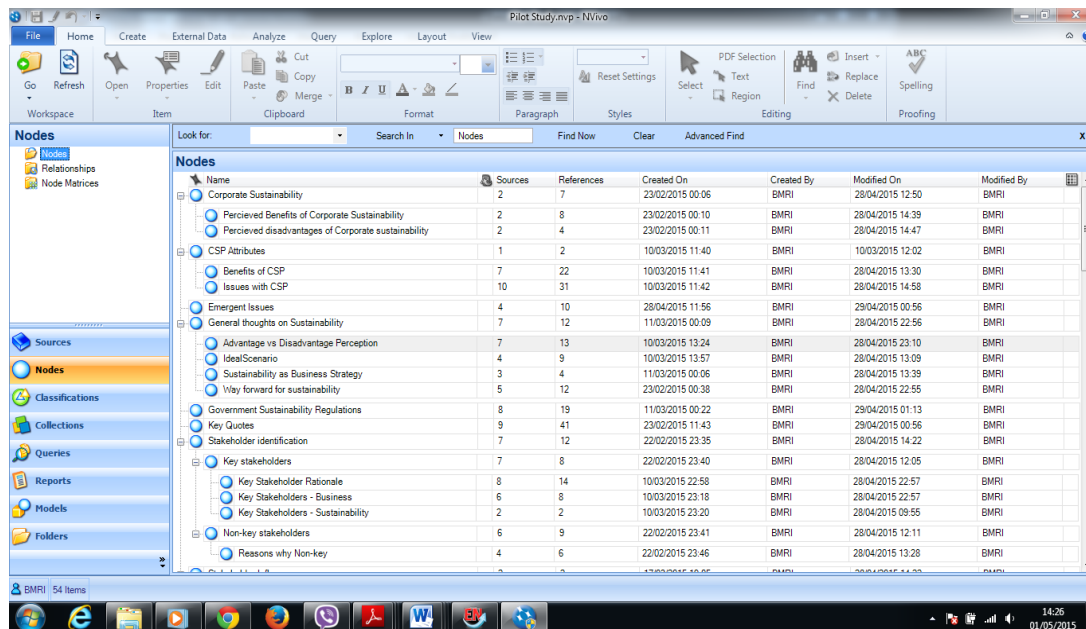 Pilot Study.nvp - NVivo
File Home Create External Data Analyze Query Explore Layout View
Go Refresh Open Properties Edit Paste Cut Copy Merge B I U A Reset Settings Select PDF Selection Text Region Find Insert Replace Delete ABC Spelling
Workspace Item Clipboard Format Paragraph Styles Editing Proofing
Nodes
Nodes
Relationships
Node Matrices
Sources
Nodes
Classifications
Collections
Queries
Reports
Models
Folders
Look for: Search In Nodes Find Now Clear Advanced Find x
Nodes
Name Sources References Created On Created By Modified On Modified By
Corporate Sustainability 2 7 23/02/2015 00:06 BMRI 28/04/2015 12:50 BMRI
Percieved Benefits of Corporate Sustainability 2 8 23/02/2015 00:10 BMRI 28/04/2015 14:39 BMRI
Percieved disadvantages of Corporate sustainability 2 4 23/02/2015 00:11 BMRI 28/04/2015 14:47 BMRI
CSP Attributes 1 2 10/03/2015 11:40 BMRI 10/03/2015 12:02 BMRI
Benefits of CSP 7 22 10/03/2015 11:41 BMRI 28/04/2015 13:30 BMRI
Issues with CSP 10 31 10/03/2015 11:42 BMRI 28/04/2015 14:58 BMRI
Emergent Issues 4 10 28/04/2015 11:56 BMRI 29/04/2015 00:56 BMRI
General thoughts on Sustainability 7 12 11/03/2015 00:09 BMRI 28/04/2015 22:56 BMRI
Advantage vs Disadvantage Perception 7 13 10/03/2015 13:24 BMRI 28/04/2015 23:10 BMRI
IdealScenario 4 9 10/03/2015 13:57 BMRI 28/04/2015 13:09 BMRI
Sustainability as Business Strategy 3 4 11/03/2015 00:06 BMRI 28/04/2015 13:39 BMRI
Way forward for sustainability 5 12 23/02/2015 00:38 BMRI 28/04/2015 22:55 BMRI
Government Sustainability Regulations 8 19 11/03/2015 00:22 BMRI 29/04/2015 01:13 BMRI
Key Quotes 9 41 23/02/2015 11:43 BMRI 29/04/2015 00:56 BMRI
Stakeholder identification 7 12 22/02/2015 23:35 BMRI 28/04/2015 14:22 BMRI
Key stakeholders 7 8 22/02/2015 23:40 BMRI 28/04/2015 12:05 BMRI
Key Stakeholder Rationale 8 14 10/03/2015 22:58 BMRI 28/04/2015 22:57 BMRI
Key Stakeholders - Business 6 8 10/03/2015 23:18 BMRI 28/04/2015 22:57 BMRI
Key Stakeholders - Sustainability 2 2 10/03/2015 23:20 BMRI 28/04/2015 09:55 BMRI
Non-key stakeholders 6 9 22/02/2015 23:41 BMRI 28/04/2015 12:11 BMRI
Reasons why Non-key 4 6 22/02/2015 23:46 BMRI 28/04/2015 13:28 BMRI
BMRI 54 Items
14:26
01/05/2015